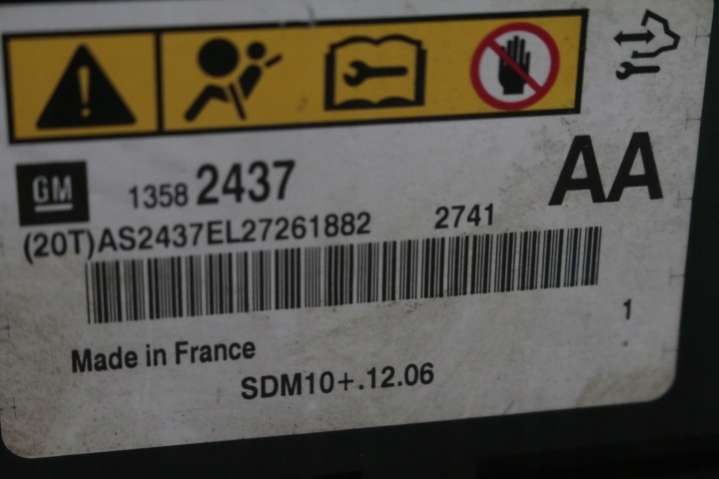 GM 1358 2437 AA
(20T)AS2437EL27261882 2741
1
Made in France
SDM10+.12.06